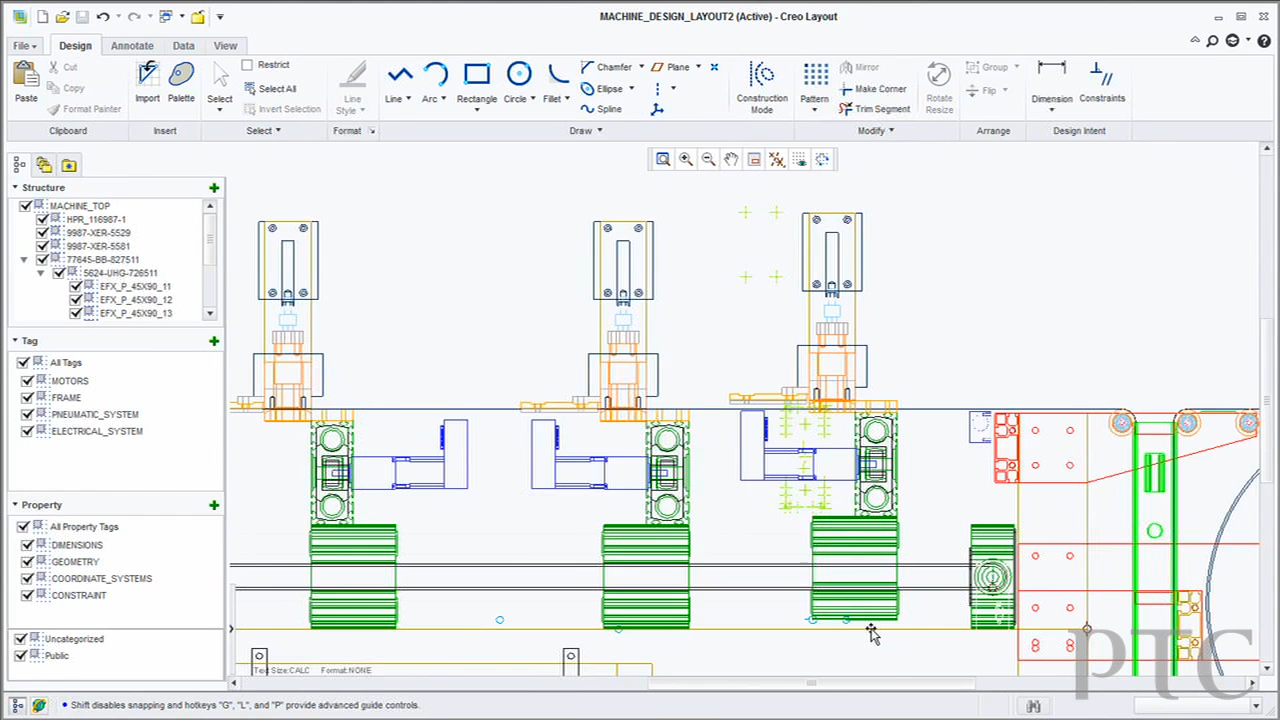 MACHINE_DESIGN_LAYOUT2 (Active) - Creo Layout
File Design Annotate Data View
Paste Cut Copy Format Painter
Import Palette
Select Restrict Select All Invert Selection
Line Style
Line Arc Rectangle Circle Fillet Chamfer Ellipse Spline Plane
Construction Mode
Pattern Mirror Make Corner Trim Segment
Rotate Resize Group Flip
Dimension Constraints
Clipboard Insert Select Format Draw Modify Arrange Design Intent
Structure
MACHINE_TOP
HPR_116987-1
9987-XER-5529
9987-XER-5581
77645-BB-827511
5624-UHG-726511
EFX_P_45X90_11
EFX_P_45X90_12
EFX_P_45X90_13
Tag
All Tags
MOTORS
FRAME
PNEUMATIC_SYSTEM
ELECTRICAL_SYSTEM
Property
All Property Tags
DIMENSIONS
GEOMETRY
COORDINATE_SYSTEMS
CONSTRAINT
Uncategorized
Public
Text Size:CALC Format:NONE
Shift disables snapping and hotkeys "G", "L", and "P" provide advanced guide controls.
ptc